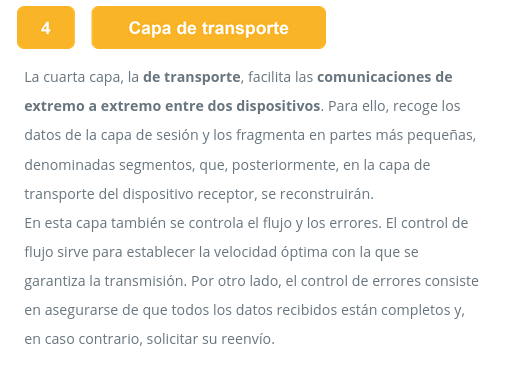 4 Capa de transporte
La cuarta capa, la de transporte, facilita las comunicaciones de
extremo a extremo entre dos dispositivos. Para ello, recoge los
datos de la capa de sesión y los fragmenta en partes más pequeñas,
denominadas segmentos, que, posteriormente, en la capa de
transporte del dispositivo receptor, se reconstruirán.
En esta capa también se controla el flujo y los errores. El control de
flujo sirve para establecer la velocidad óptima con la que se
garantiza la transmisión. Por otro lado, el control de errores consiste
en asegurarse de que todos los datos recibidos están completos y,
en caso contrario, solicitar su reenvío.